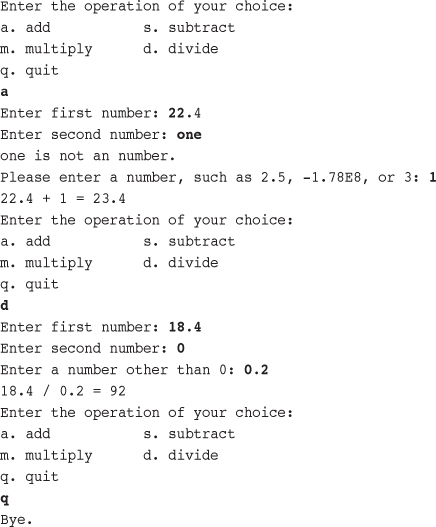 Enter the operation of your choice:
a. add          s. subtract
m. multiply     d. divide
q. quit
a
Enter first number: 22.4
Enter second number: one
one is not an number.
Please enter a number, such as 2.5, -1.78E8, or 3: 1
22.4 + 1 = 23.4
Enter the operation of your choice:
a. add          s. subtract
m. multiply     d. divide
q. quit
d
Enter first number: 18.4
Enter second number: 0
Enter a number other than 0: 0.2
18.4 / 0.2 = 92
Enter the operation of your choice:
a. add          s. subtract
m. multiply     d. divide
q. quit
q
Bye.